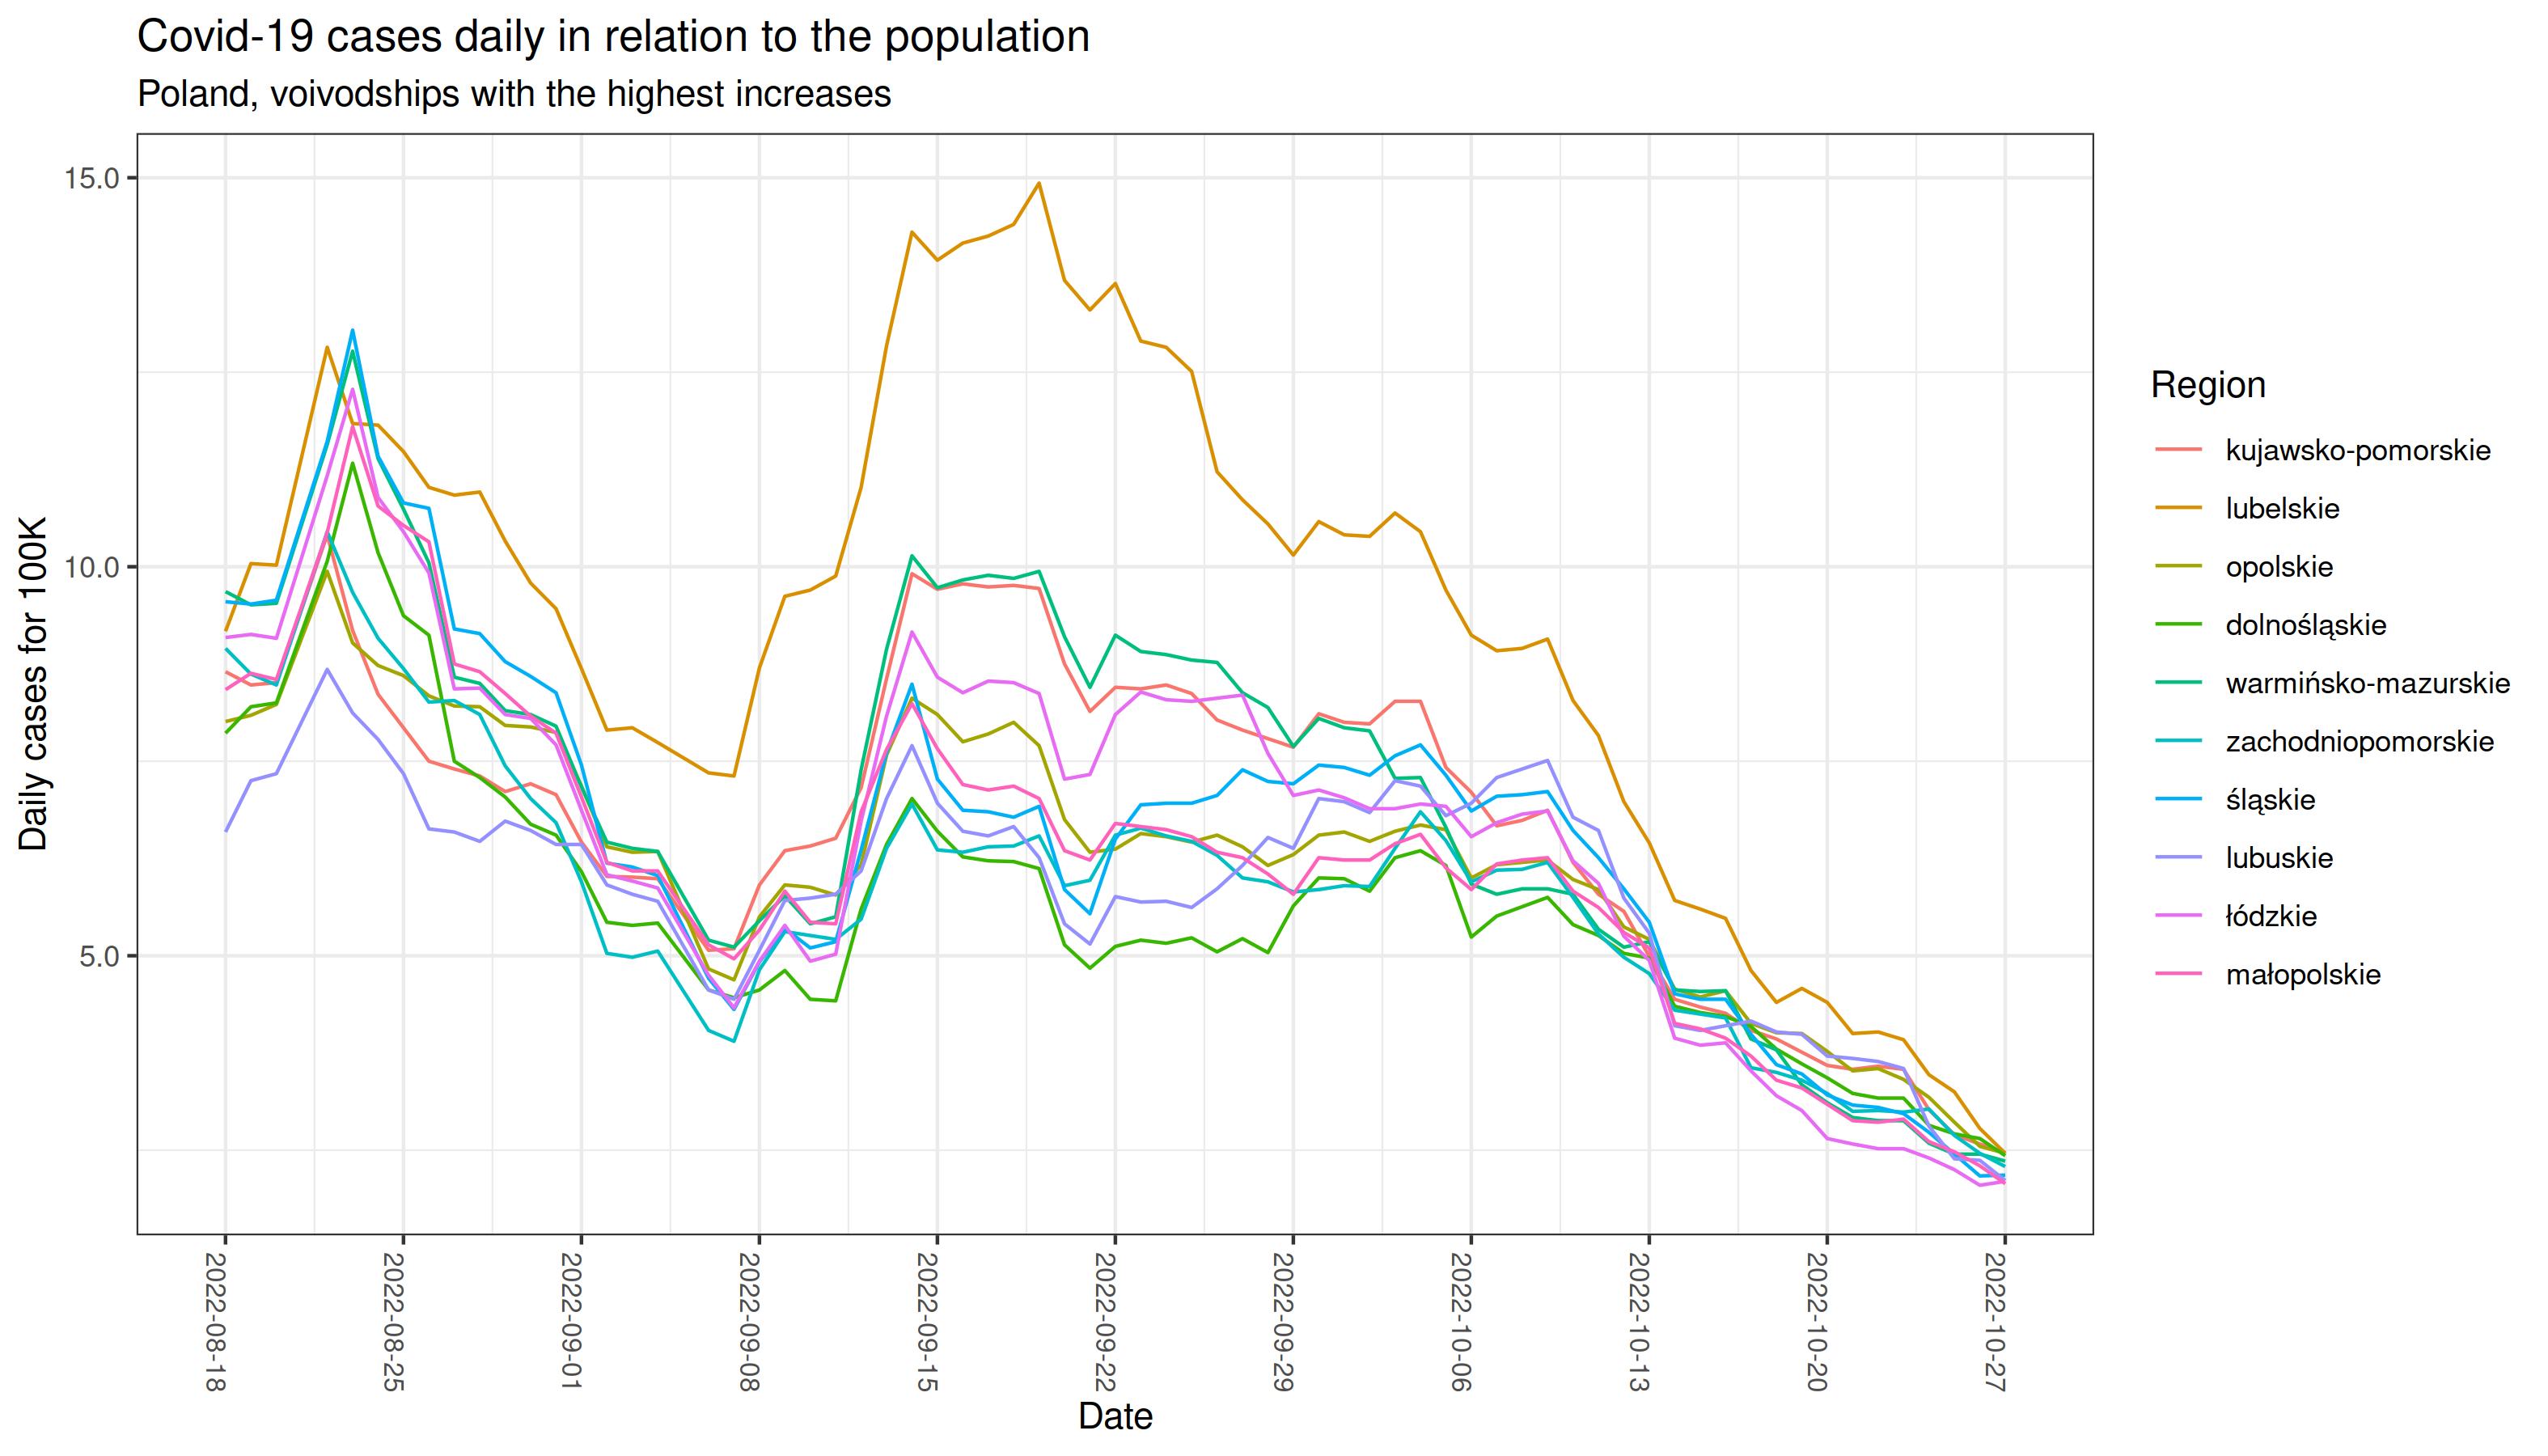 Covid-19 cases daily in relation to the population
Poland, voivodships with the highest increases
Daily cases for 100K
15.0
10.0
5.0
2022-08-18
2022-08-25
2022-09-01
2022-09-08
2022-09-15
2022-09-22
2022-09-29
2022-10-06
2022-10-13
2022-10-20
2022-10-27
Date
Region
kujawsko-pomorskie
lubelskie
opolskie
dolnośląskie
warmińsko-mazurskie
zachodniopomorskie
śląskie
lubuskie
łódzkie
małopolskie